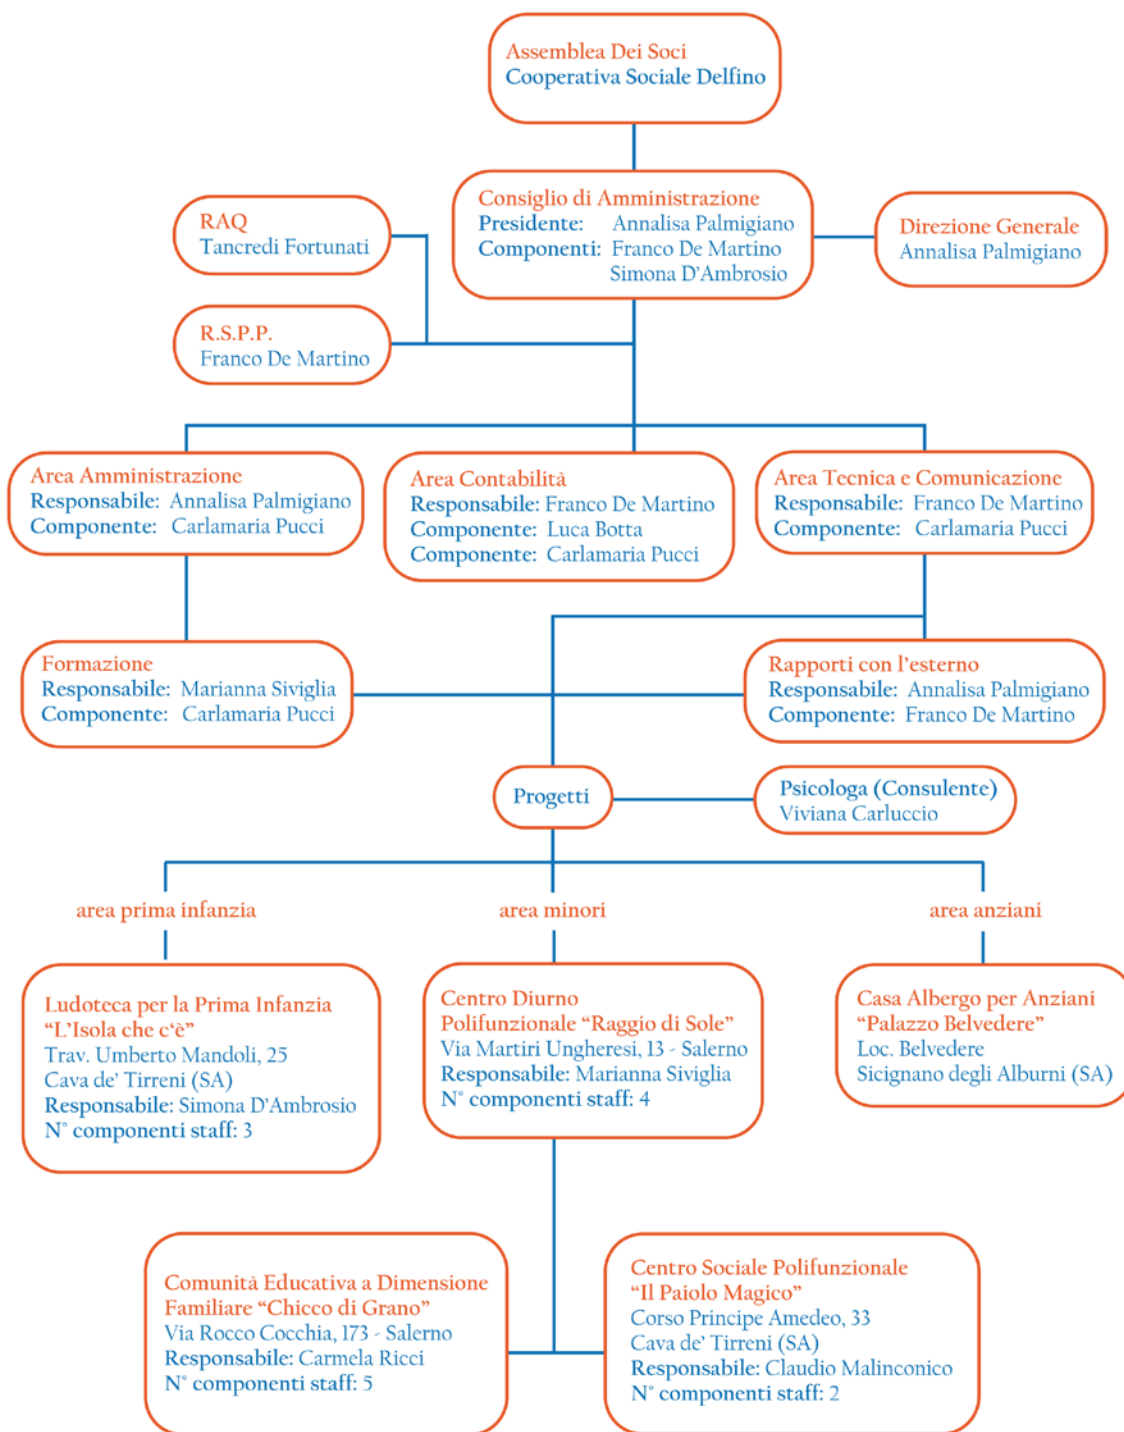 Assemblea Dei Soci
Cooperativa Sociale Delfino
Consiglio di Amministrazione
Presidente: Annalisa Palmigiano
Componenti: Franco De Martino
Simona D'Ambrosio
RAQ
Tancredi Fortunati
Direzione Generale
Annalisa Palmigiano
R.S.P.P.
Franco De Martino
Area Amministrazione
Responsabile: Annalisa Palmigiano
Componente: Carlamaria Pucci
Area Contabilità
Responsabile: Franco De Martino
Componente: Luca Botta
Componente: Carlamaria Pucci
Area Tecnica e Comunicazione
Responsabile: Franco De Martino
Componente: Carlamaria Pucci
Formazione
Responsabile: Marianna Siviglia
Componente: Carlamaria Pucci
Rapporti con l'esterno
Responsabile: Annalisa Palmigiano
Componente: Franco De Martino
Progetti
Psicologa (Consulente)
Viviana Carluccio
area prima infanzia
area minori
area anziani
Ludoteca per la Prima Infanzia
"L'Isola che c'è"
Trav. Umberto Mandoli, 25
Cava de' Tirreni (SA)
Responsabile: Simona D'Ambrosio
N° componenti staff: 3
Centro Diurno
Polifunzionale "Raggio di Sole"
Via Martiri Ungheresi, 13 - Salerno
Responsabile: Marianna Siviglia
N° componenti staff: 4
Casa Albergo per Anziani
"Palazzo Belvedere"
Loc. Belvedere
Sicignano degli Alburni (SA)
Comunità Educativa a Dimensione
Familiare "Chicco di Grano"
Via Rocco Cocchia, 173 - Salerno
Responsabile: Carmela Ricci
N° componenti staff: 5
Centro Sociale Polifunzionale
"Il Paiolo Magico"
Corso Principe Amedeo, 33
Cava de' Tirreni (SA)
Responsabile: Claudio Malinconico
N° componenti staff: 2